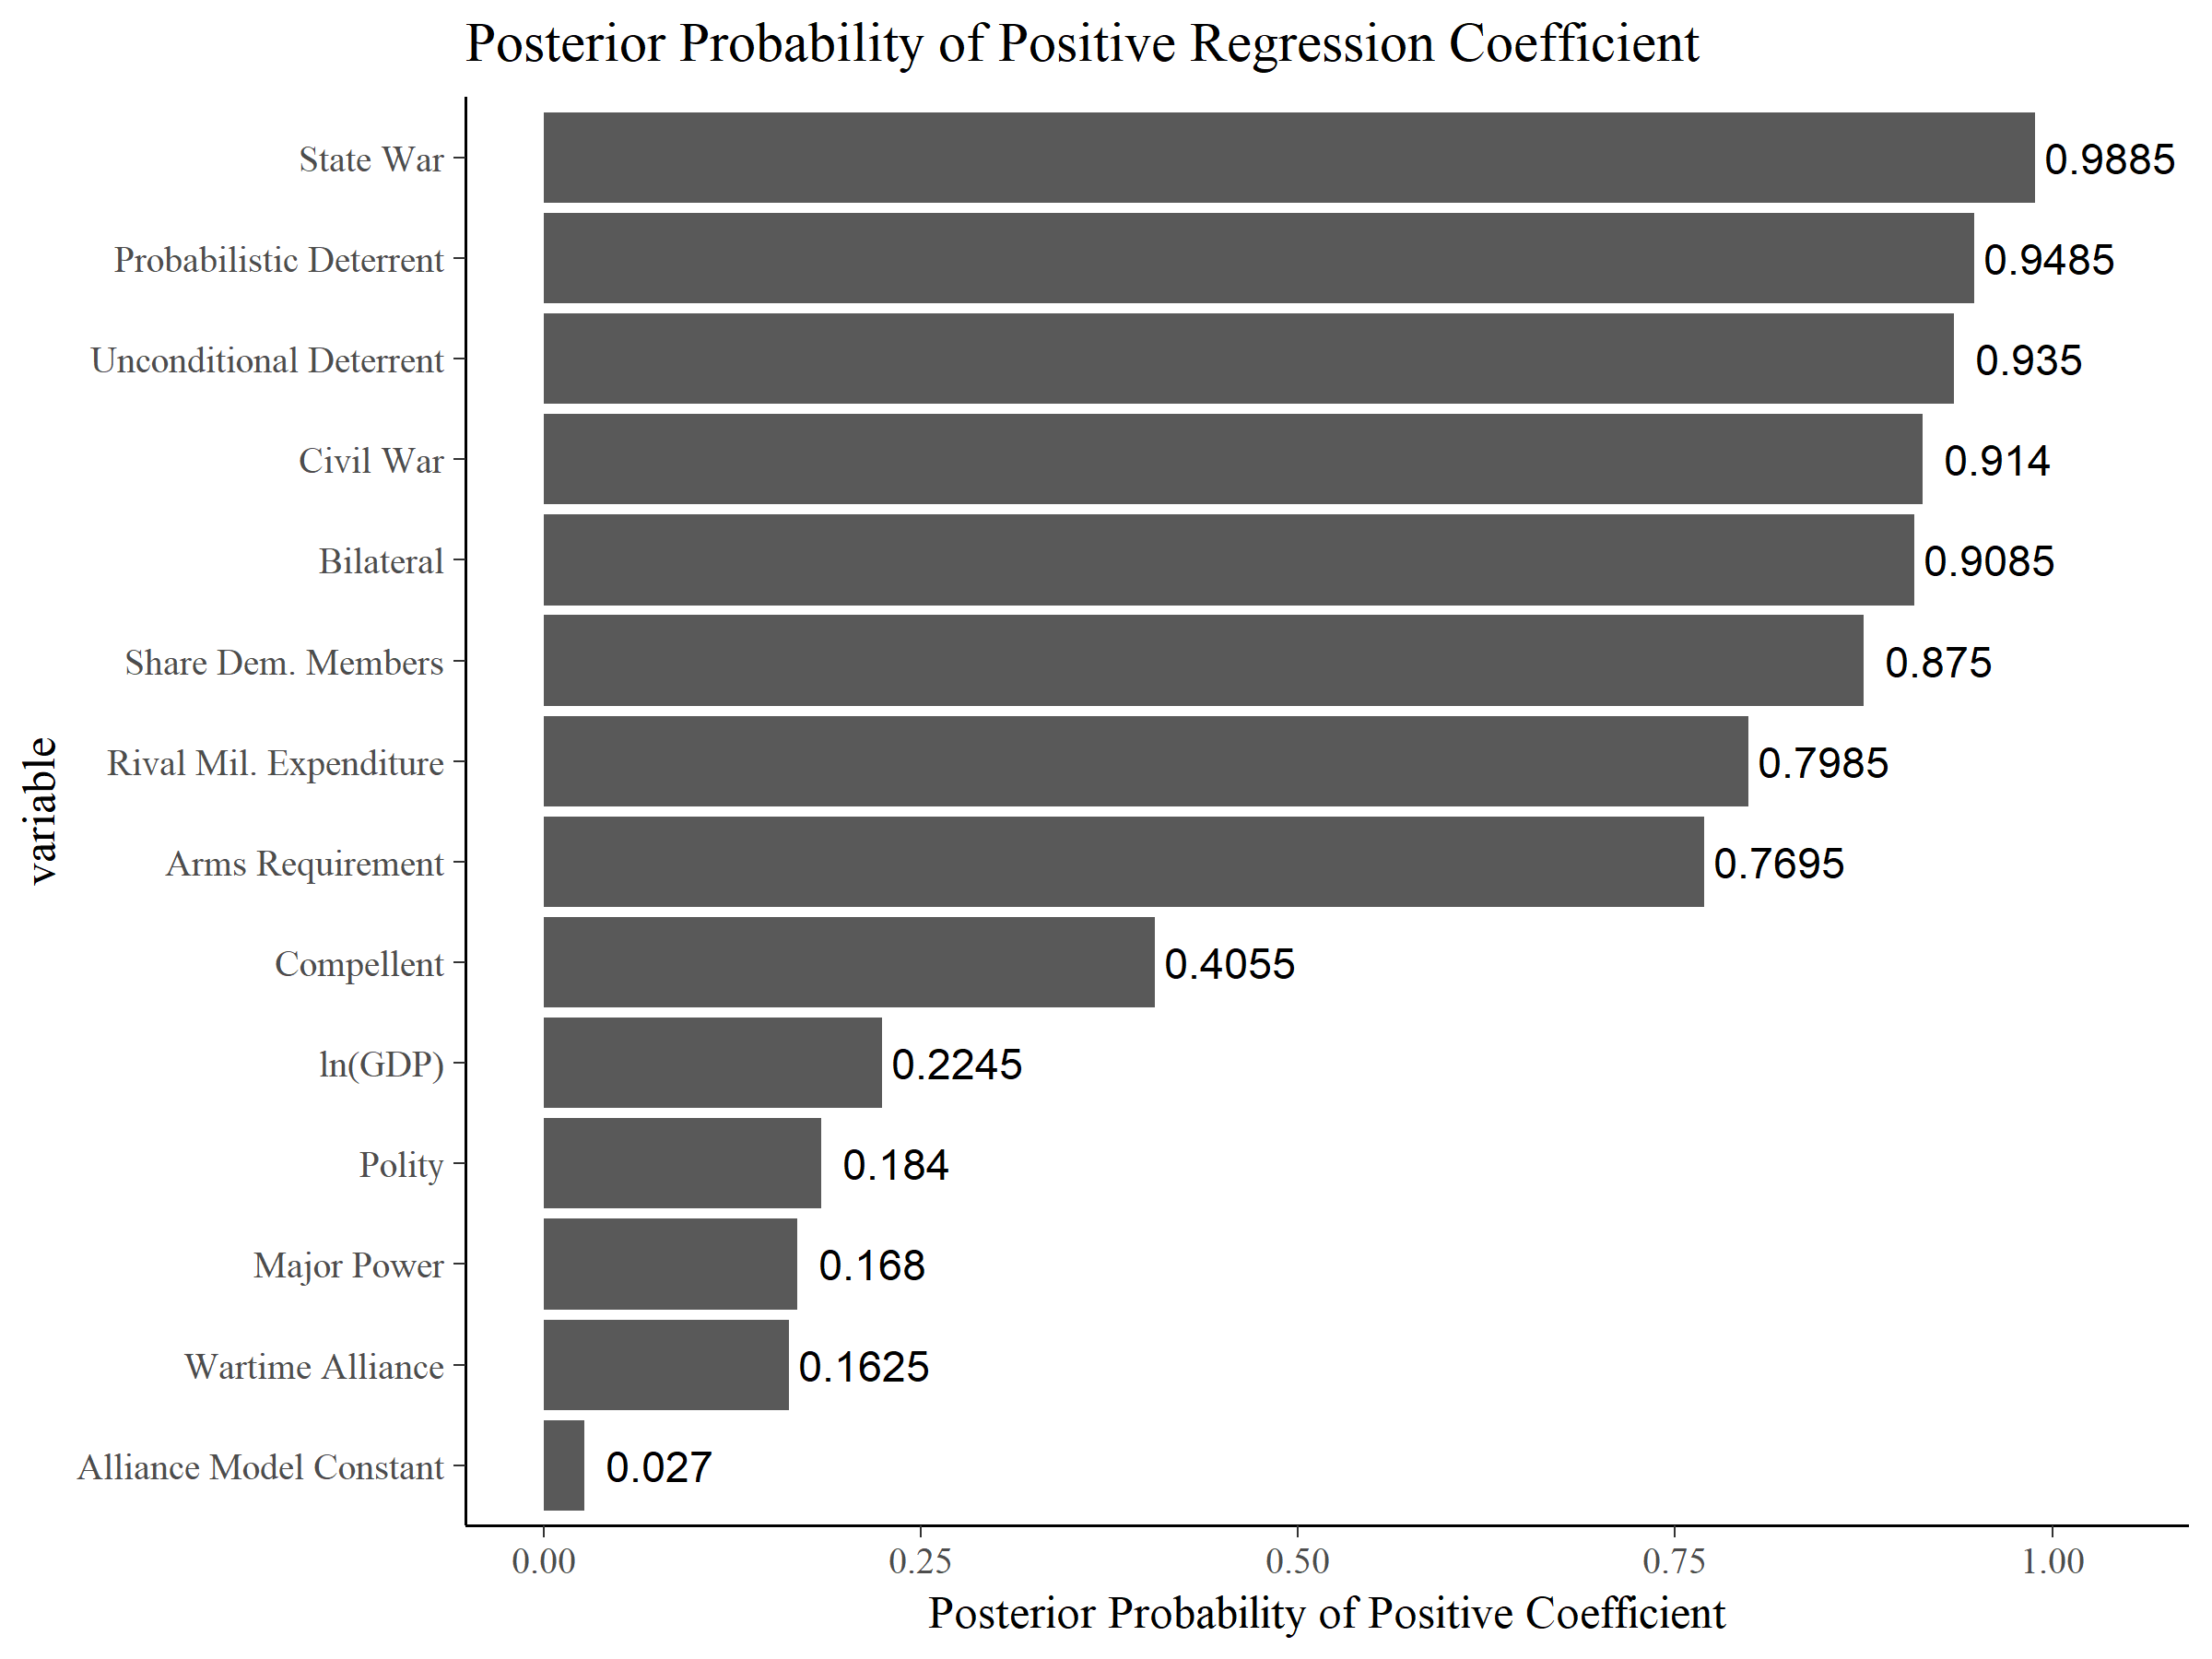 Posterior Probability of Positive Regression Coefficient
State War 0.9885
Probabilistic Deterrent 0.9485
Unconditional Deterrent 0.935
Civil War 0.914
Bilateral 0.9085
Share Dem. Members 0.875
Rival Mil. Expenditure 0.7985
Arms Requirement 0.7695
Compellent 0.4055
ln(GDP) 0.2245
Polity 0.184
Major Power 0.168
Wartime Alliance 0.1625
Alliance Model Constant 0.027
variable
0.00 0.25 0.50 0.75 1.00
Posterior Probability of Positive Coefficient